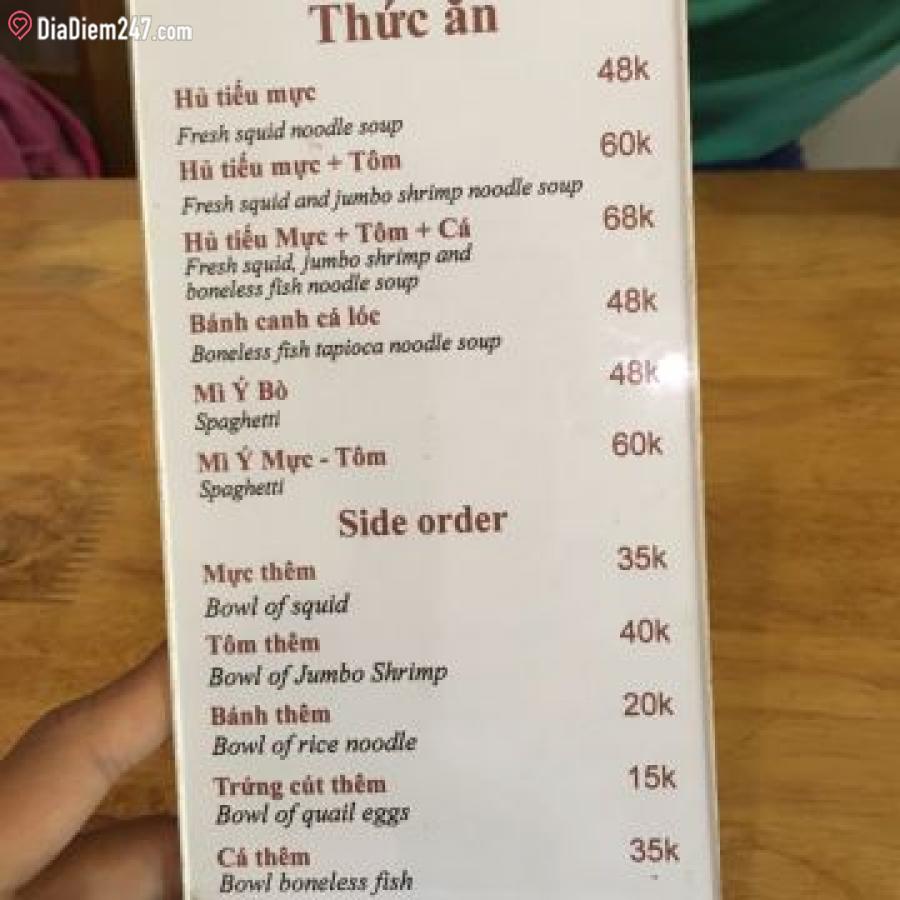 DiaDiem247.com
Thức ăn
Hủ tiếu mực 48k
Fresh squid noodle soup
Hủ tiếu mực + Tôm 60k
Fresh squid and jumbo shrimp noodle soup
Hủ tiếu Mực + Tôm + Cá 68k
Fresh squid, jumbo shrimp and
boneless fish noodle soup
Bánh canh cá lóc 48k
Boneless fish tapioca noodle soup
Mì Ý Bò 48k
Spaghetti
Mì Ý Mực - Tôm 60k
Spaghetti
Side order
Mực thêm 35k
Bowl of squid
Tôm thêm 40k
Bowl of Jumbo Shrimp
Bánh thêm 20k
Bowl of rice noodle
Trứng cút thêm 15k
Bowl of quail eggs
Cá thêm 35k
Bowl boneless fish